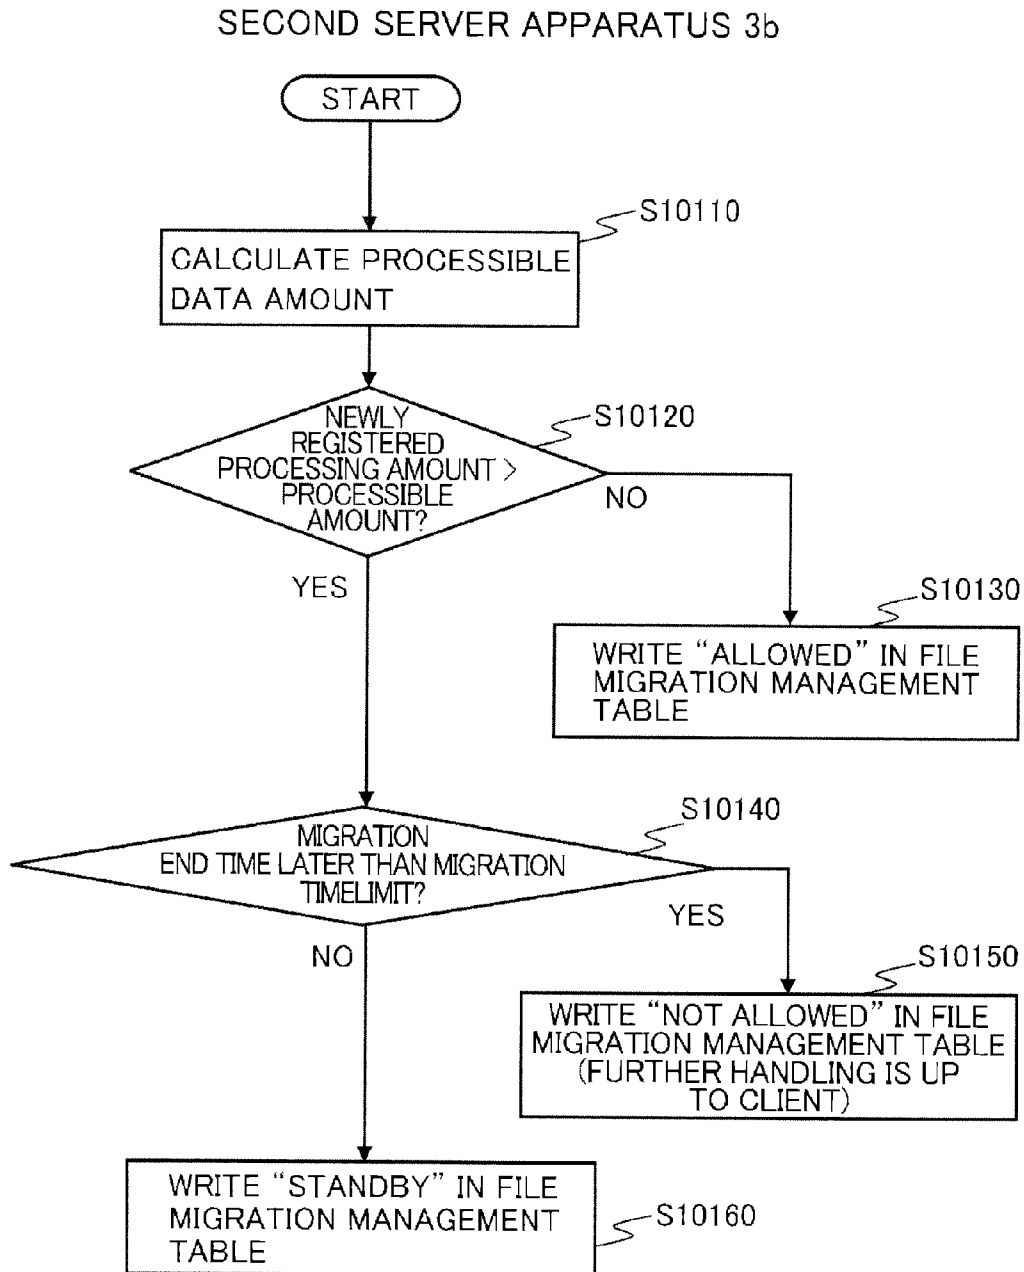 SECOND SERVER APPARATUS 3b
START
S10110
CALCULATE PROCESSIBLE
DATA AMOUNT
S10120
NEWLY
REGISTERED
PROCESSING AMOUNT >
PROCESSIBLE
AMOUNT?
NO
YES
S10130
WRITE “ALLOWED” IN FILE
MIGRATION MANAGEMENT
TABLE
S10140
MIGRATION
END TIME LATER THAN MIGRATION
TIMELIMIT?
YES
NO
S10150
WRITE “NOT ALLOWED” IN FILE
MIGRATION MANAGEMENT TABLE
(FURTHER HANDLING IS UP
TO CLIENT)
WRITE “STANDBY” IN FILE
MIGRATION MANAGEMENT
TABLE
S10160